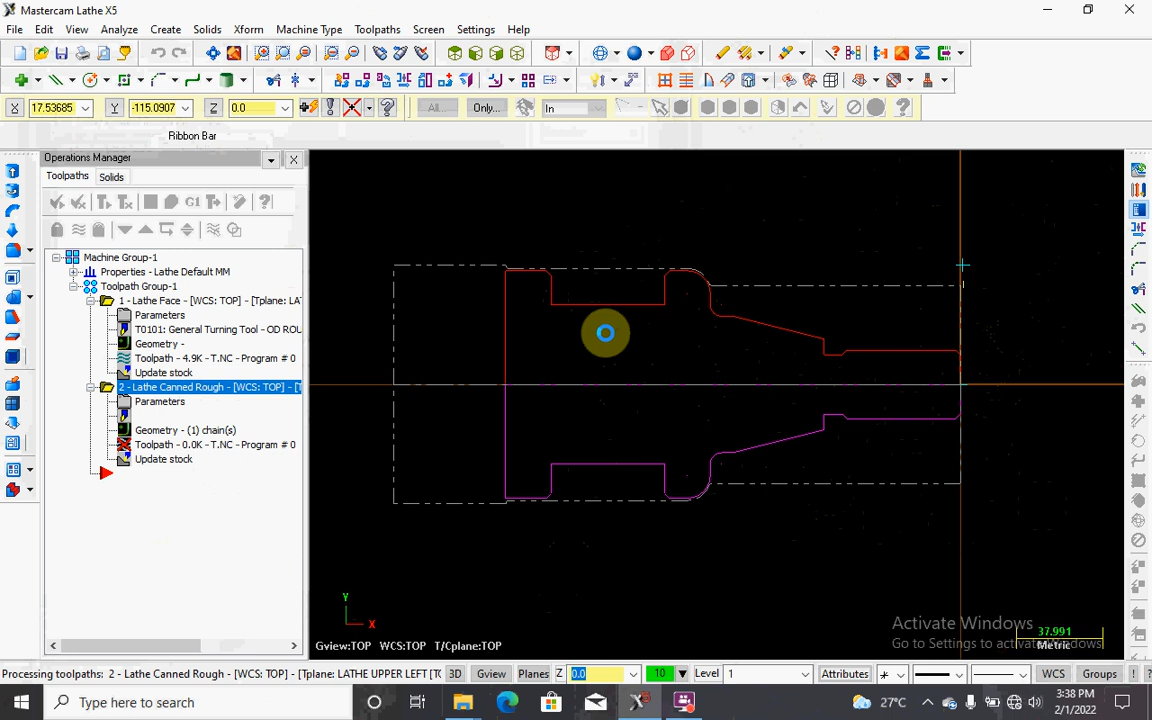 Mastercam Lathe X5
File Edit View Analyze Create Solids Xform Machine Type Toolpaths Screen Settings Help
X 17.53685 Y -115.0907 Z 0.0 All... Only... In
Ribbon Bar
Operations Manager
Toolpaths Solids
G1
Machine Group-1
Properties - Lathe Default MM
Toolpath Group-1
1 - Lathe Face - [WCS: TOP] - [Tplane: LA
Parameters
T0101: General Turning Tool - OD ROU
Geometry -
Toolpath - 4.9K - T.NC - Program # 0
Update stock
2 - Lathe Canned Rough - [WCS: TOP] - [T
Parameters
Geometry - (1) chain(s)
Toolpath - 0.0K - T.NC - Program # 0
Update stock
Y
X
Gview:TOP WCS:TOP T/Cplane:TOP
Activate Windows
Go to Settings to activate Windows.
37.991
Metric
Processing toolpaths: 2 - Lathe Canned Rough - [WCS: TOP] - [Tplane: LATHE UPPER LEFT [TC
3D Gview Planes Z 0.0 10 Level 1 Attributes WCS Groups ! ?
Type here to search
27°C
3:38 PM
2/1/2022